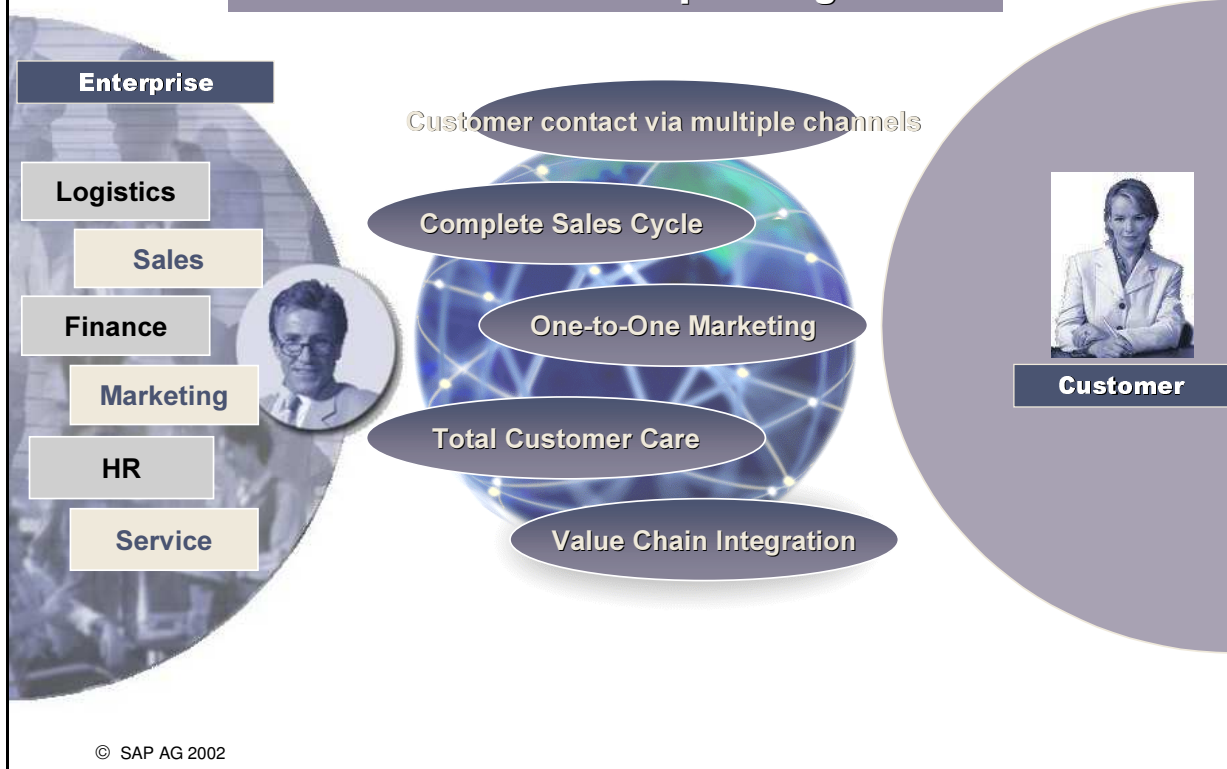 Enterprise
Customer contact via multiple channels
Logistics
Complete Sales Cycle
Sales
One-to-One Marketing
Finance
Marketing
Customer
Total Customer Care
HR
Service
Value Chain Integration
© SAP AG 2002